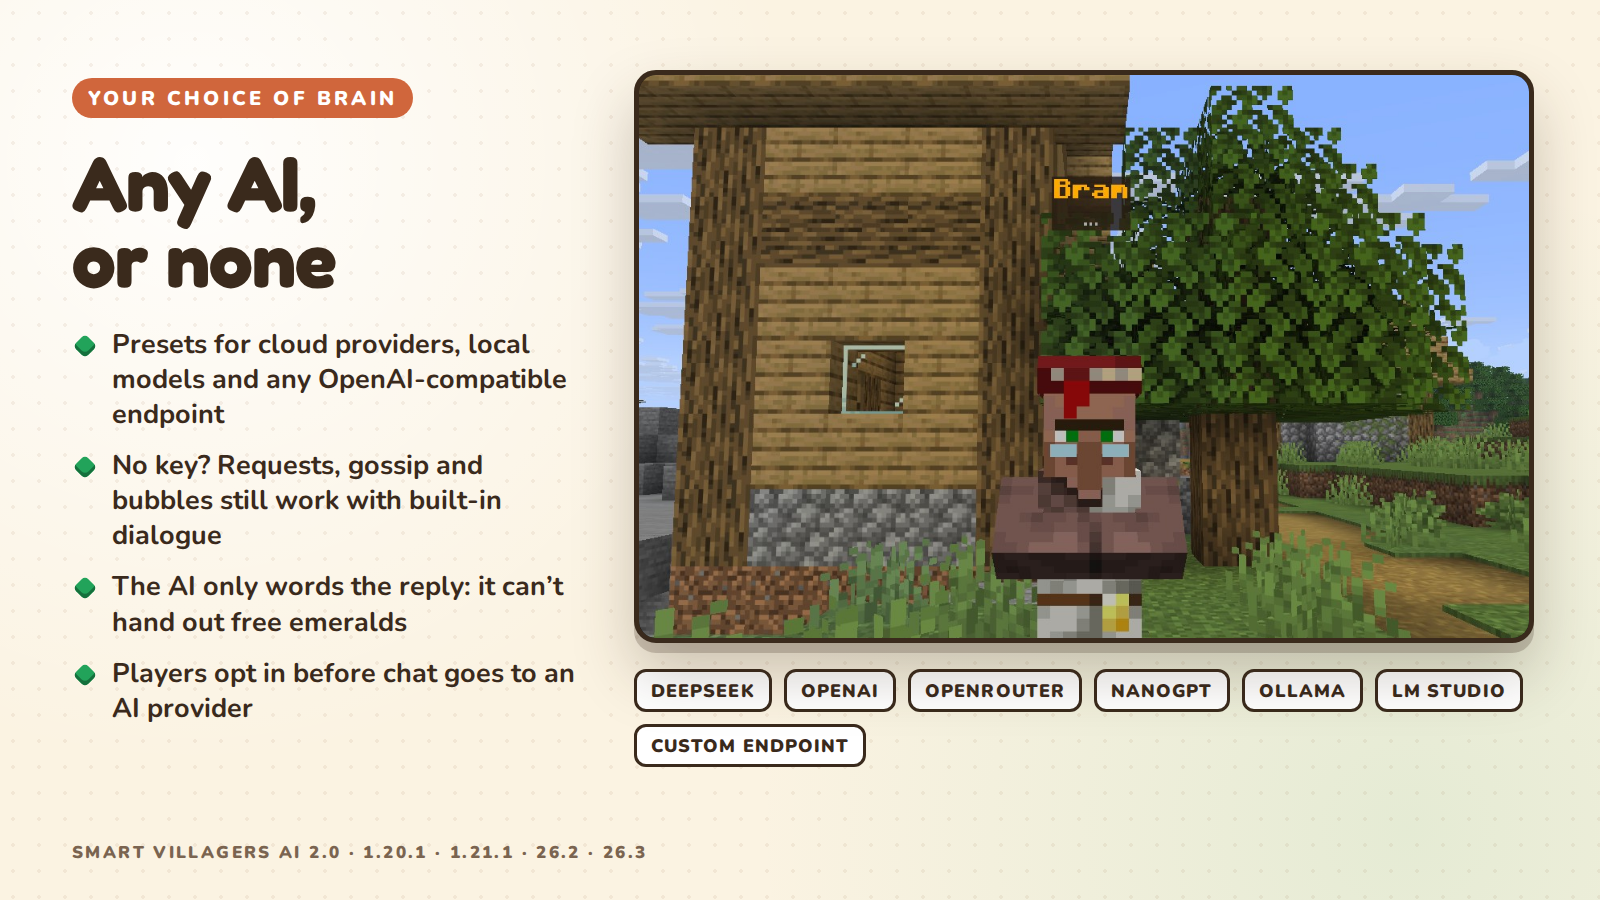 YOUR CHOICE OF BRAIN
Any AI,
or none
Presets for cloud providers, local
models and any OpenAI-compatible
endpoint
No key? Requests, gossip and
bubbles still work with built-in
dialogue
The AI only words the reply: it can’t
hand out free emeralds
Players opt in before chat goes to an
AI provider
Bran
...
DEEPSEEK
OPENAI
OPENROUTER
NANOGPT
OLLAMA
LM STUDIO
CUSTOM ENDPOINT
SMART VILLAGERS AI 2.0 · 1.20.1 · 1.21.1 · 26.2 · 26.3